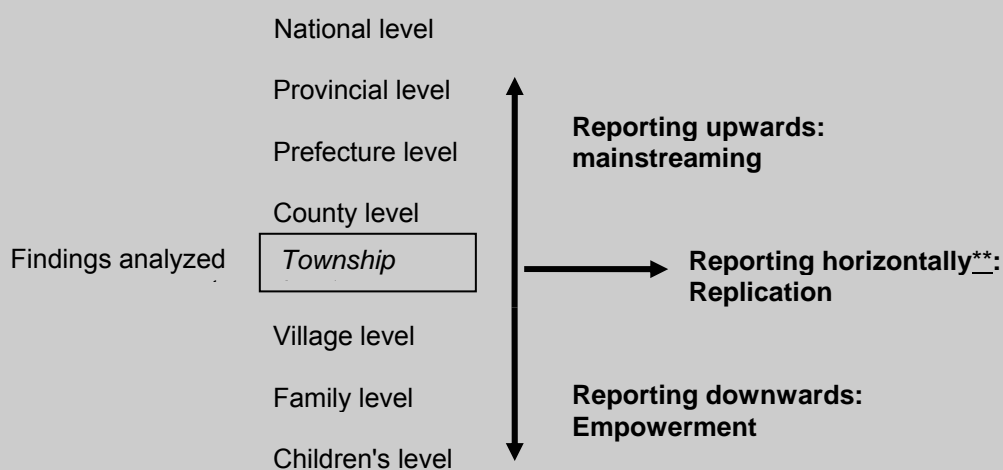 National level
Provincial level
Prefecture level
County level
Findings analyzed
Township
Village level
Family level
Children's level
Reporting upwards:
mainstreaming
Reporting horizontally**:
Replication
Reporting downwards:
Empowerment